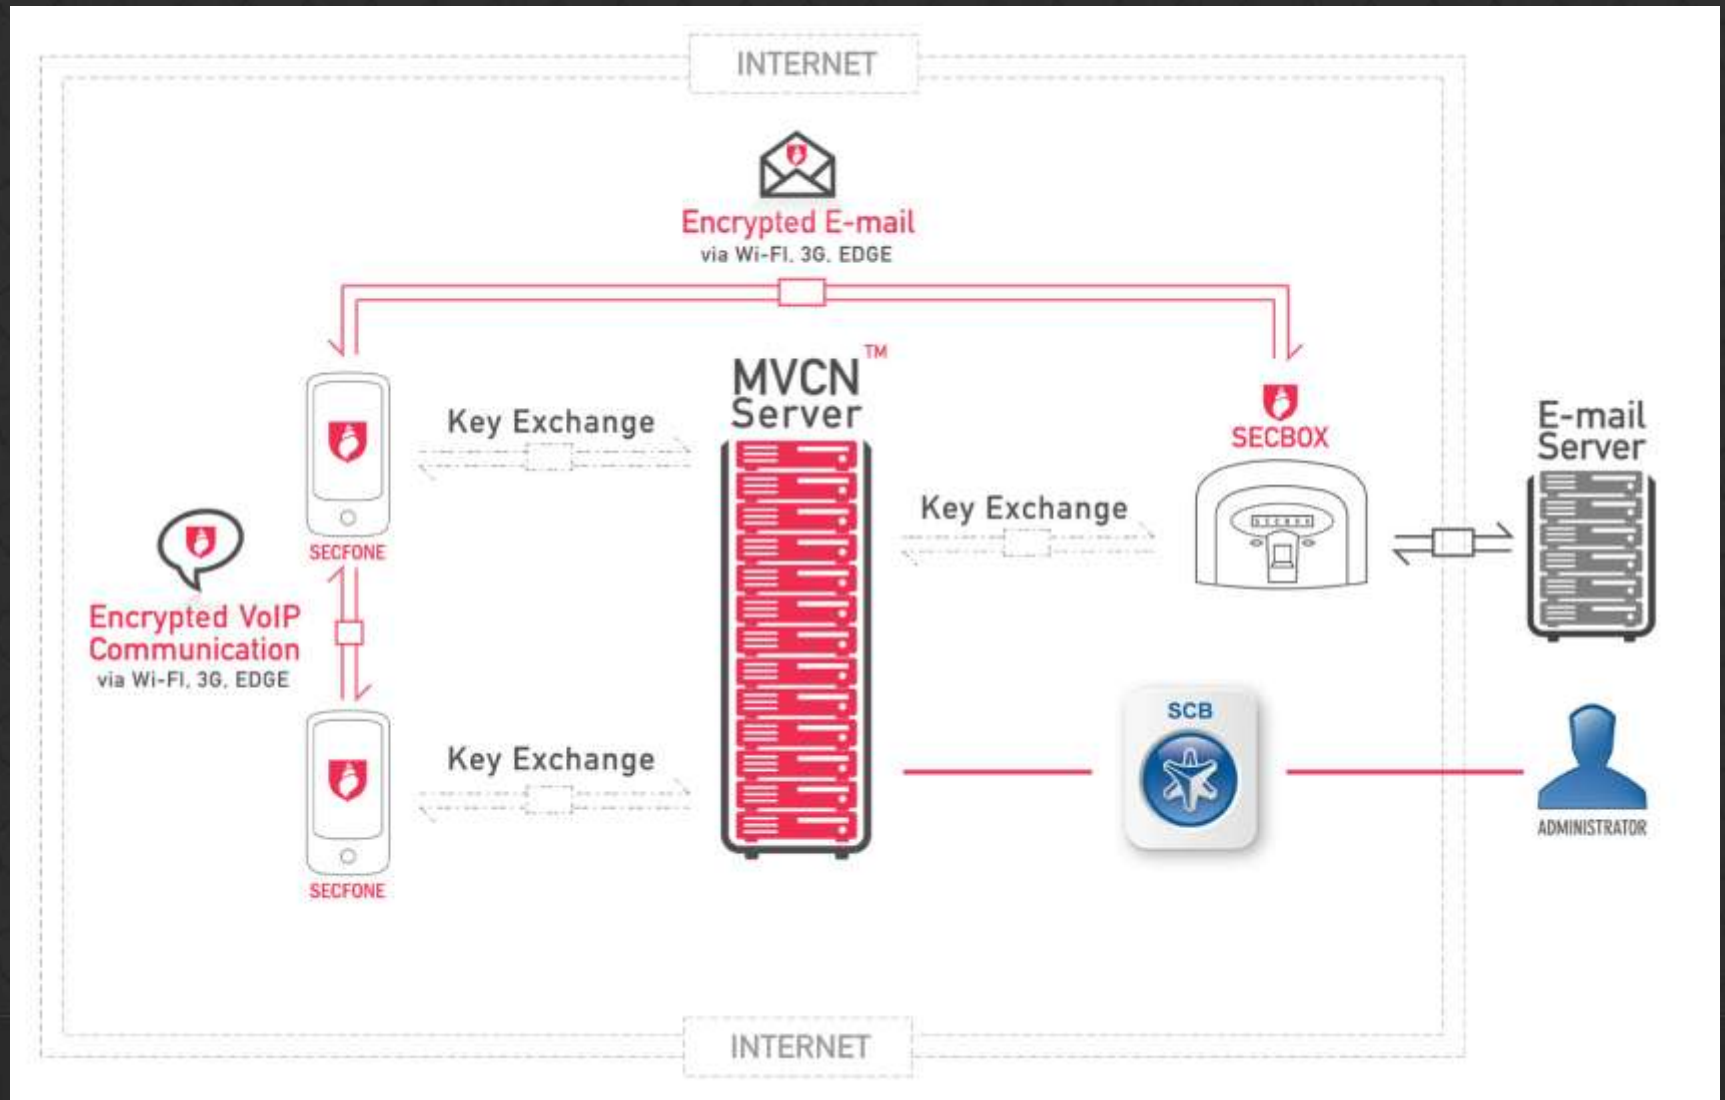 INTERNET
Encrypted E-mail
via Wi-FI, 3G, EDGE
MVCN™
Server
Key Exchange
SECBOX
E-mail
Server
Key Exchange
SECFONE
Encrypted VoIP
Communication
via Wi-FI, 3G, EDGE
SCB
Key Exchange
ADMINISTRATOR
SECFONE
INTERNET